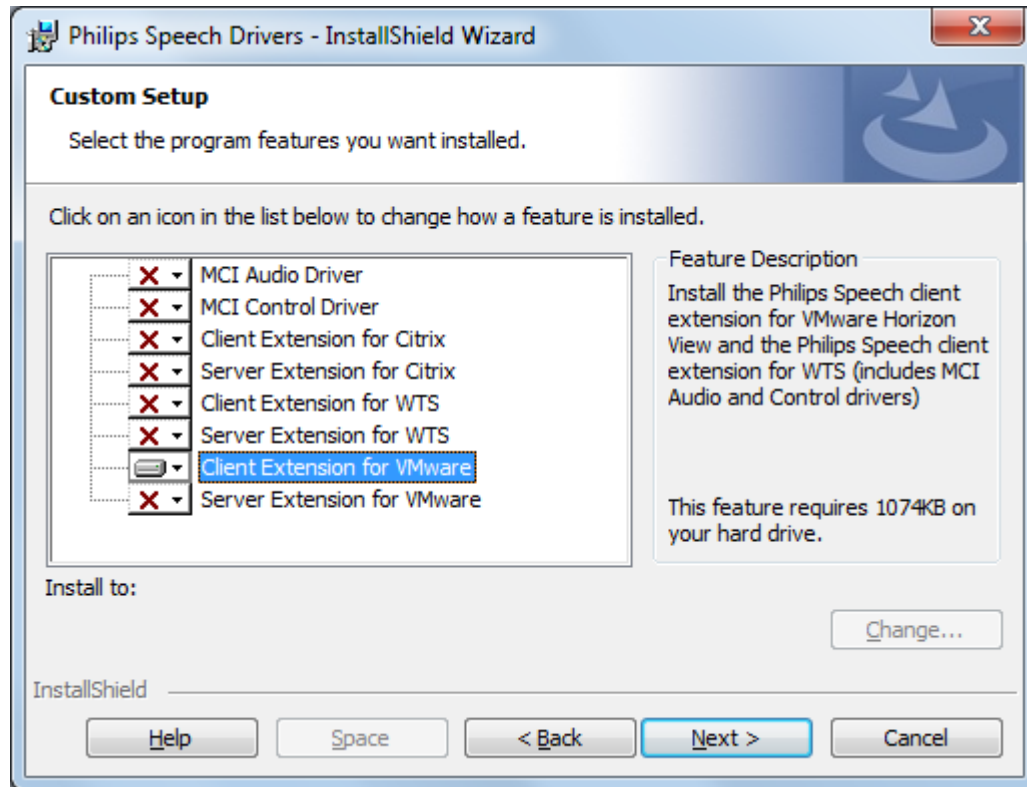 Philips Speech Drivers - InstallShield Wizard
Custom Setup
Select the program features you want installed.
Click on an icon in the list below to change how a feature is installed.
MCI Audio Driver
MCI Control Driver
Client Extension for Citrix
Server Extension for Citrix
Client Extension for WTS
Server Extension for WTS
Client Extension for VMware
Server Extension for VMware
Feature Description
Install the Philips Speech client
extension for VMware Horizon
View and the Philips Speech client
extension for WTS (includes MCI
Audio and Control drivers)
This feature requires 1074KB on
your hard drive.
Install to:
Change...
InstallShield
Help
Space
< Back
Next >
Cancel